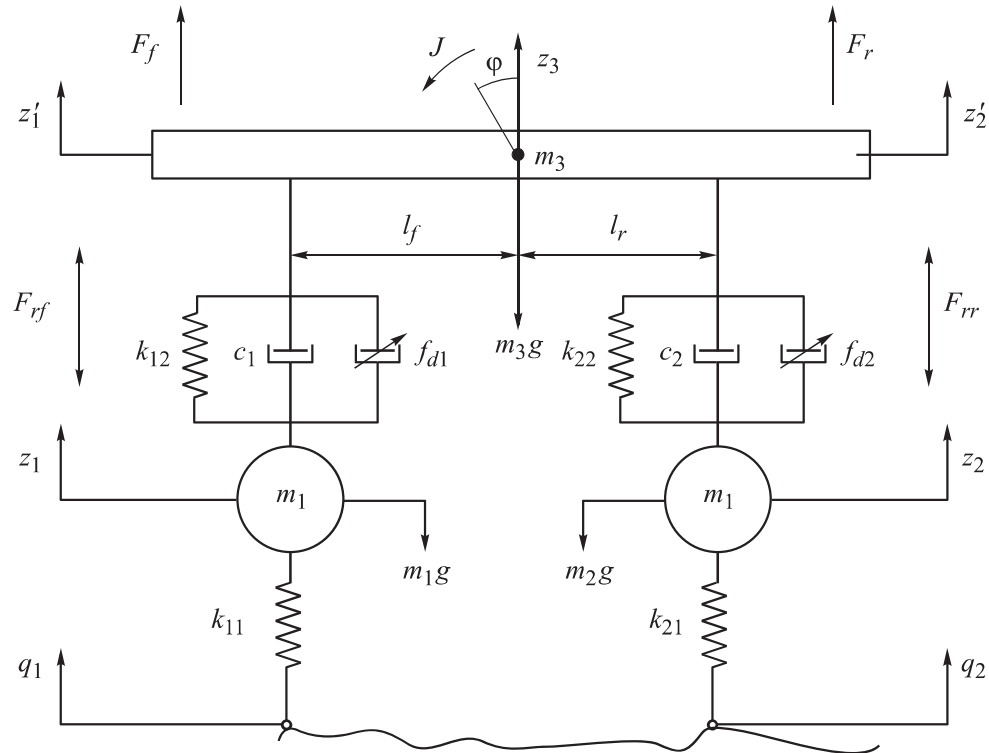 F_f
J
φ
z_3
F_r
z'_1
m_3
z'_2
l_f
l_r
F_rf
F_rr
k_12
c_1
f_d1
m_3g
k_22
c_2
f_d2
z_1
z_2
m_1
m_1
m_1g
m_2g
k_11
k_21
q_1
q_2